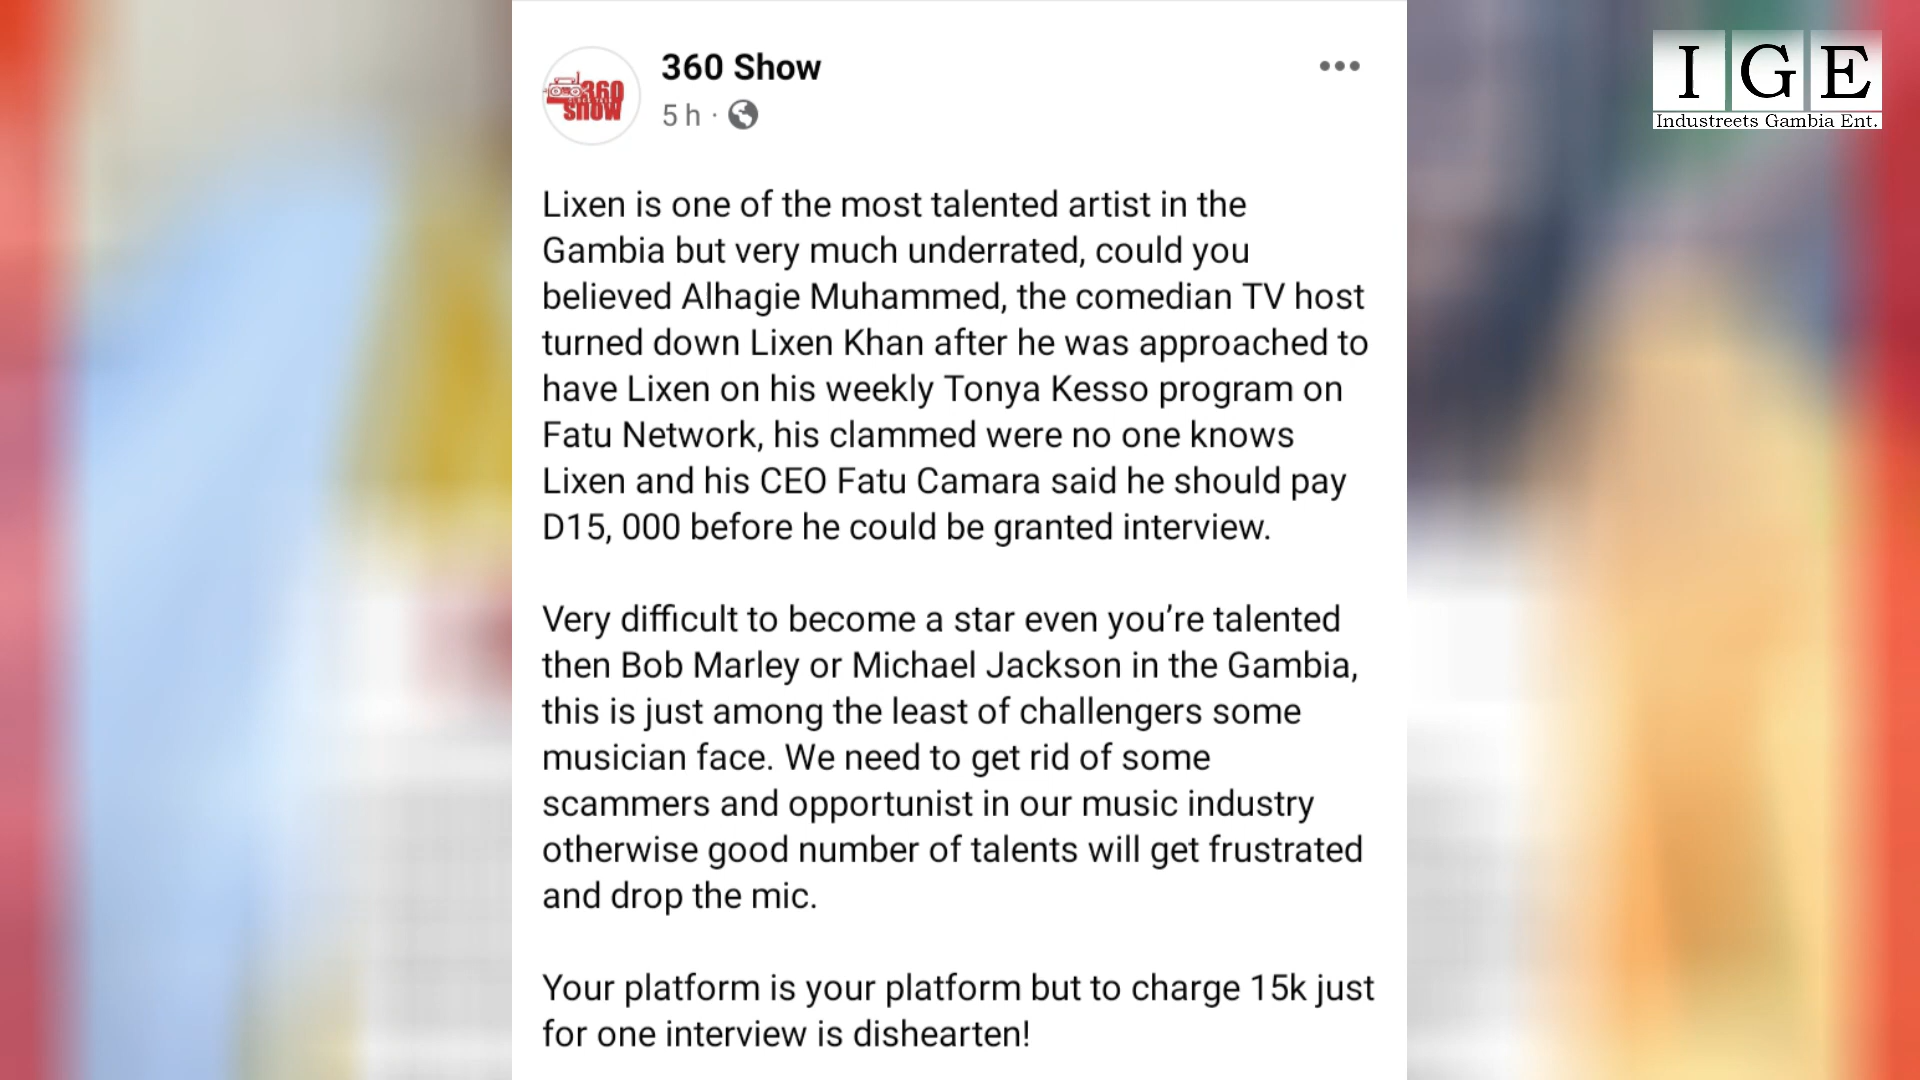 360 Show
5 h ·
360
SHOW
I G E
Industreets Gambia Ent.
Lixen is one of the most talented artist in the
Gambia but very much underrated, could you
believed Alhagie Muhammed, the comedian TV host
turned down Lixen Khan after he was approached to
have Lixen on his weekly Tonya Kesso program on
Fatu Network, his clammed were no one knows
Lixen and his CEO Fatu Camara said he should pay
D15, 000 before he could be granted interview.
Very difficult to become a star even you’re talented
then Bob Marley or Michael Jackson in the Gambia,
this is just among the least of challengers some
musician face. We need to get rid of some
scammers and opportunist in our music industry
otherwise good number of talents will get frustrated
and drop the mic.
Your platform is your platform but to charge 15k just
for one interview is dishearten!